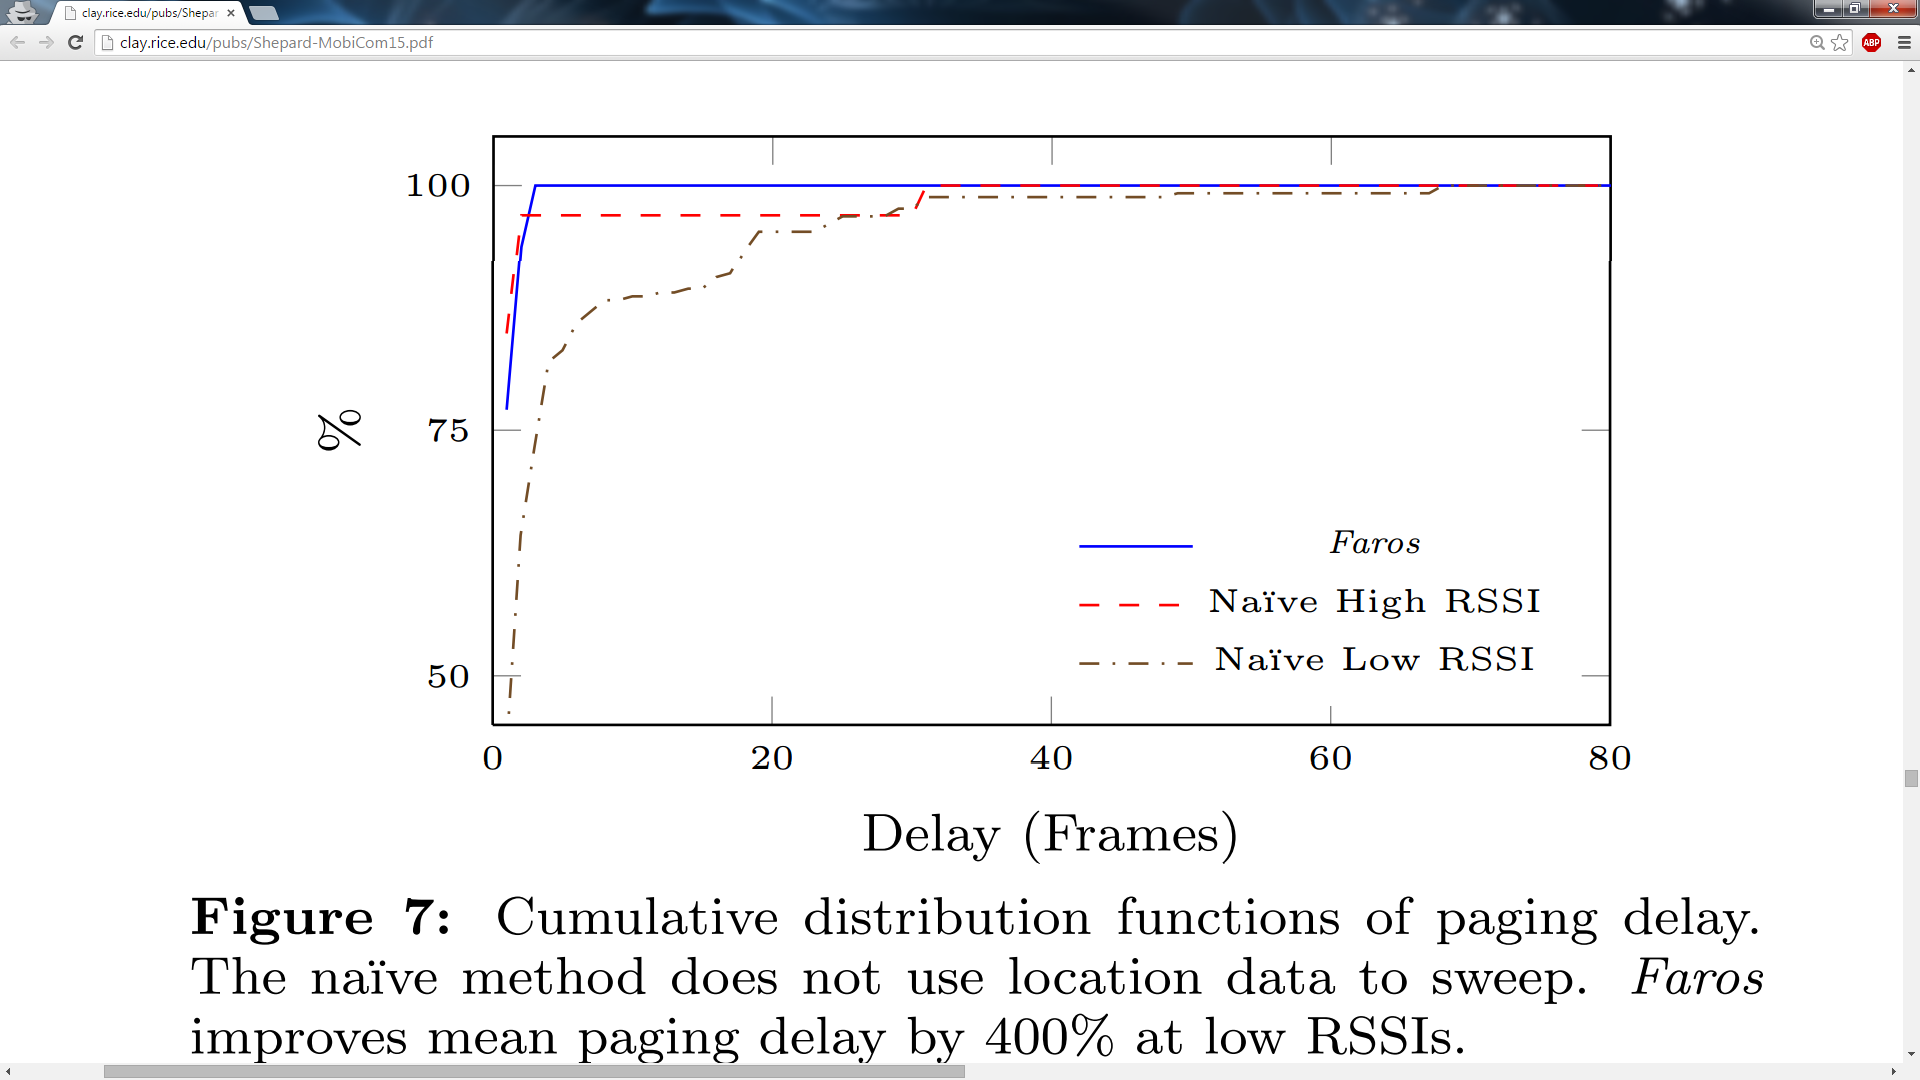 clay.rice.edu/pubs/Shepar
clay.rice.edu/pubs/Shepard-MobiCom15.pdf
ABP
100
75
50
%
Faros
Naïve High RSSI
Naïve Low RSSI
0 20 40 60 80
Delay (Frames)
Figure 7: Cumulative distribution functions of paging delay.
The naïve method does not use location data to sweep. Faros
improves mean paging delay by 400% at low RSSIs.